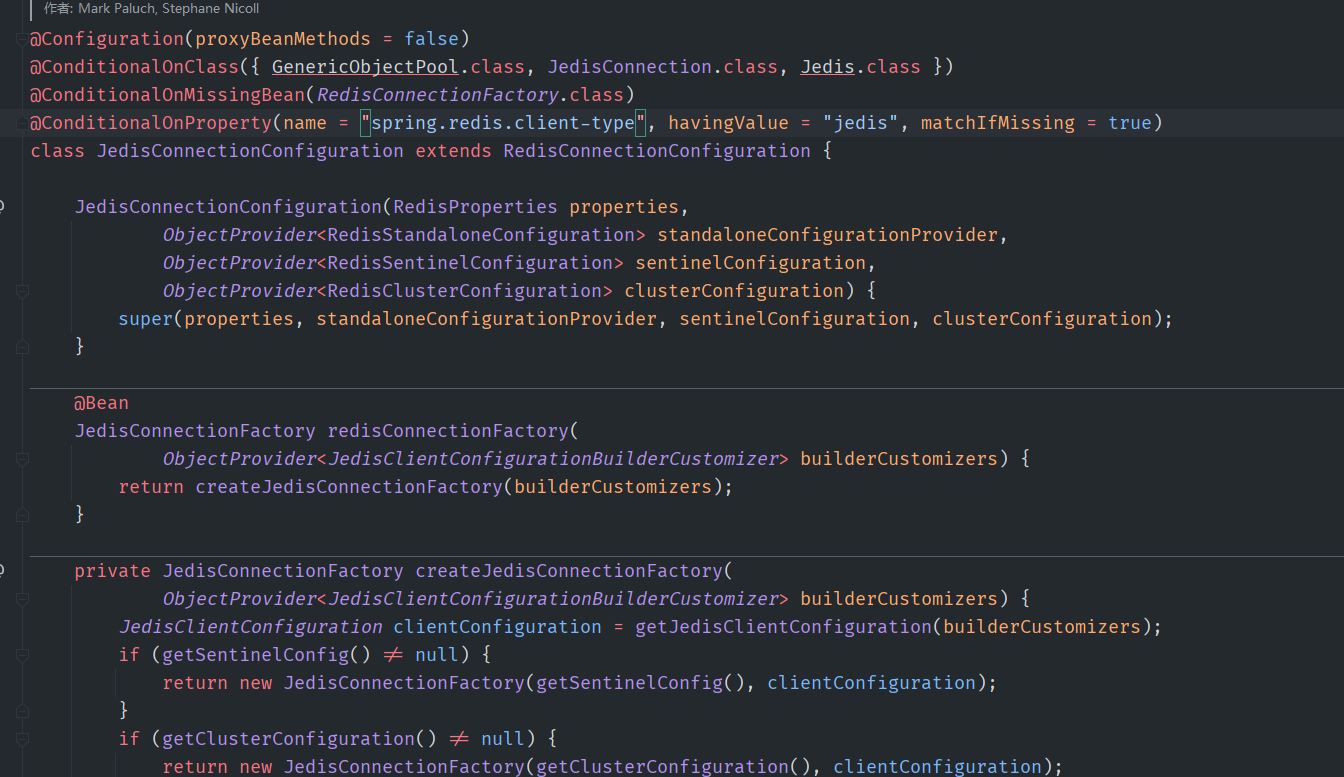 作者: Mark Paluch, Stephane Nicoll
@Configuration(proxyBeanMethods = false)
@ConditionalOnClass({ GenericObjectPool.class, JedisConnection.class, Jedis.class })
@ConditionalOnMissingBean(RedisConnectionFactory.class)
@ConditionalOnProperty(name = "spring.redis.client-type", havingValue = "jedis", matchIfMissing = true)
class JedisConnectionConfiguration extends RedisConnectionConfiguration {
JedisConnectionConfiguration(RedisProperties properties,
ObjectProvider<RedisStandaloneConfiguration> standaloneConfigurationProvider,
ObjectProvider<RedisSentinelConfiguration> sentinelConfiguration,
ObjectProvider<RedisClusterConfiguration> clusterConfiguration) {
super(properties, standaloneConfigurationProvider, sentinelConfiguration, clusterConfiguration);
}
@Bean
JedisConnectionFactory redisConnectionFactory(
ObjectProvider<JedisClientConfigurationBuilderCustomizer> builderCustomizers) {
return createJedisConnectionFactory(builderCustomizers);
}
private JedisConnectionFactory createJedisConnectionFactory(
ObjectProvider<JedisClientConfigurationBuilderCustomizer> builderCustomizers) {
JedisClientConfiguration clientConfiguration = getJedisClientConfiguration(builderCustomizers);
if (getSentinelConfig() ≠ null) {
return new JedisConnectionFactory(getSentinelConfig(), clientConfiguration);
}
if (getClusterConfiguration() ≠ null) {
return new JedisConnectionFactory(getClusterConfiguration(), clientConfiguration);